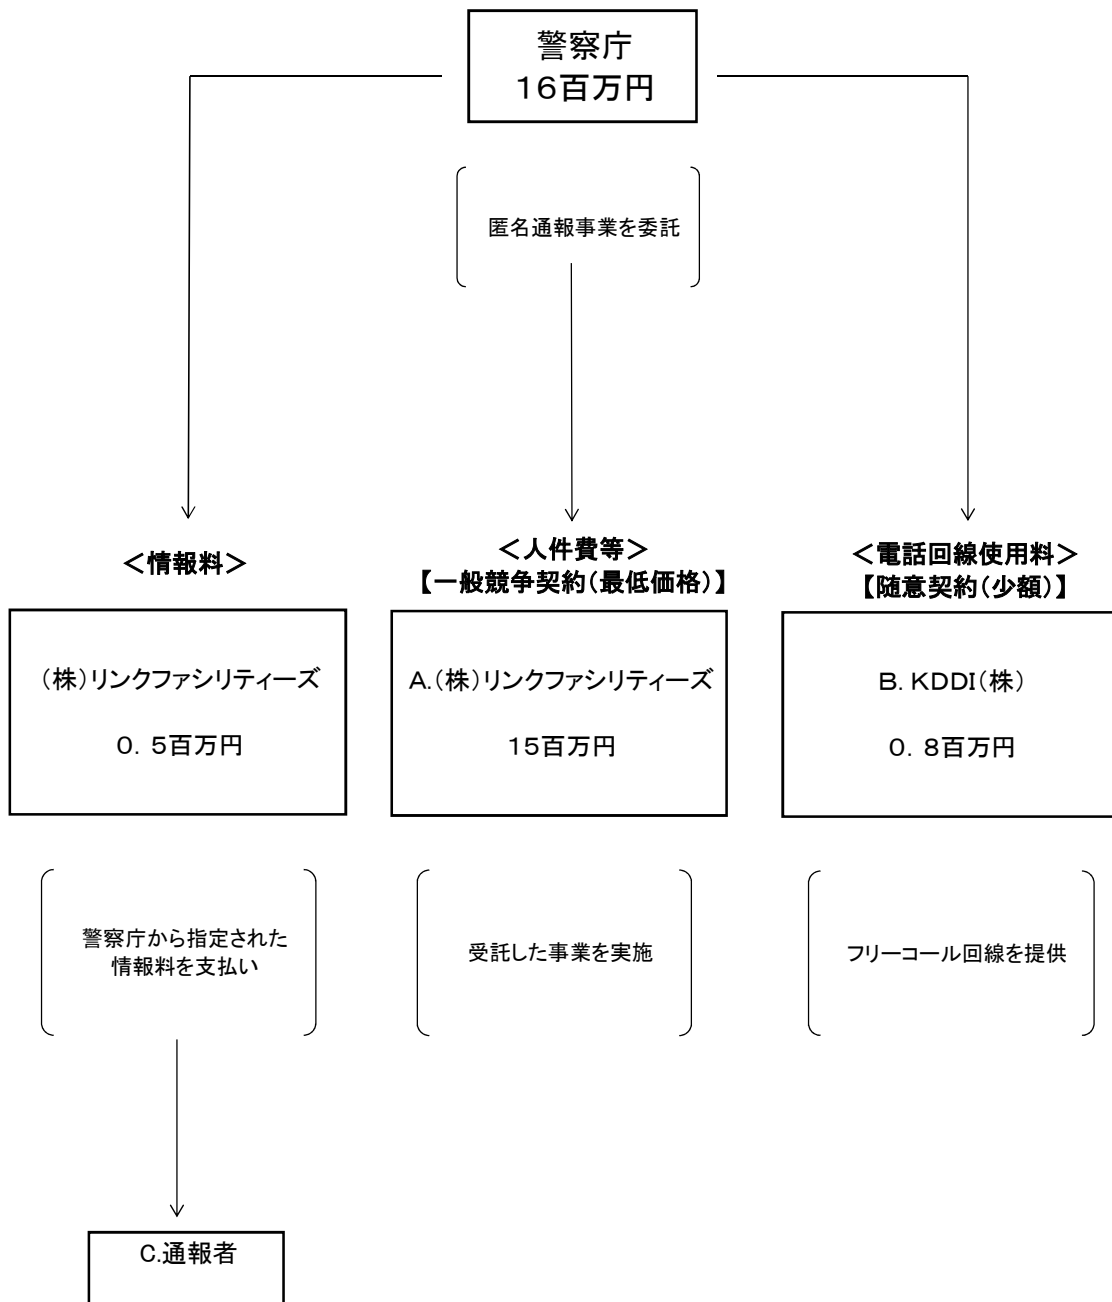 警察庁
16百万円
匿名通報事業を委託
＜情報料＞
＜人件費等＞
【一般競争契約（最低価格）】
＜電話回線使用料＞
【随意契約（少額）】
（株）リンクファシリティーズ
０．５百万円
A.（株）リンクファシリティーズ
15百万円
B．KDDI（株）
０．８百万円
警察庁から指定された
情報料を支払い
受託した事業を実施
フリーコール回線を提供
C.通報者